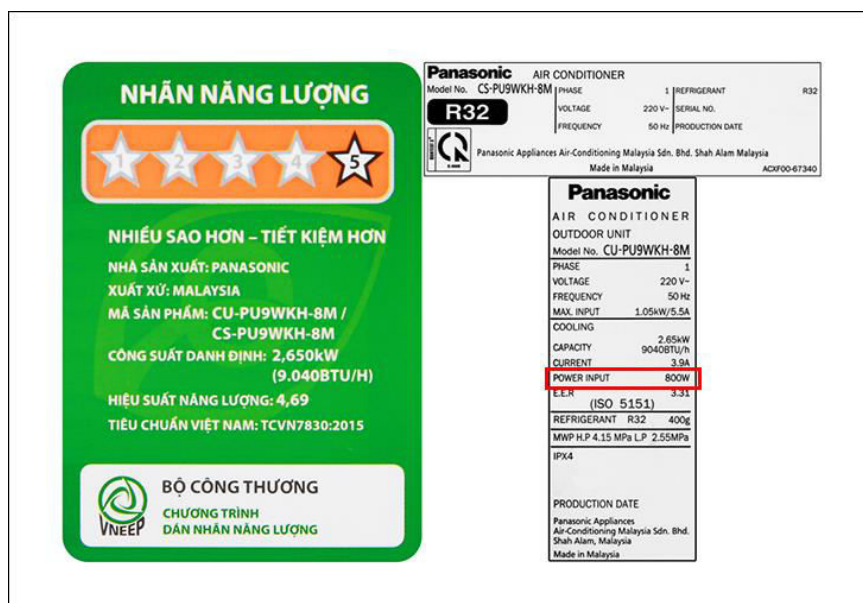 NHÃN NĂNG LƯỢNG
1 2 3 4 5
NHIỀU SAO HƠN – TIẾT KIỆM HƠN
NHÀ SẢN XUẤT: PANASONIC
XUẤT XỨ: MALAYSIA
MÃ SẢN PHẨM: CU-PU9WKH-8M /
CS-PU9WKH-8M
CÔNG SUẤT DANH ĐỊNH: 2,650kW
(9.040BTU/H)
HIỆU SUẤT NĂNG LƯỢNG: 4,69
TIÊU CHUẨN VIỆT NAM: TCVN7830:2015
VNEEP
BỘ CÔNG THƯƠNG
CHƯƠNG TRÌNH
DÁN NHÃN NĂNG LƯỢNG
Panasonic AIR CONDITIONER
Model No. CS-PU9WKH-8M
R32
PHASE 1
VOLTAGE 220 V~
FREQUENCY 50 Hz
REFRIGERANT R32
SERIAL NO.
PRODUCTION DATE
Panasonic Appliances Air-Conditioning Malaysia Sdn. Bhd. Shah Alam Malaysia
Made in Malaysia
ACXF00-67340
Panasonic
AIR CONDITIONER
OUTDOOR UNIT
Model No. CU-PU9WKH-8M
PHASE 1
VOLTAGE 220 V~
FREQUENCY 50 Hz
MAX. INPUT 1.05kW/5.5A
COOLING
CAPACITY 2.65kW
9040BTU/h
CURRENT 3.9A
POWER INPUT 800W
E.E.R 3.31
(ISO 5151)
REFRIGERANT R32 400g
MWP H.P 4.15 MPa L.P 2.55MPa
IPX4
PRODUCTION DATE
Panasonic Appliances
Air-Conditioning Malaysia Sdn. Bhd.
Shah Alam, Malaysia
Made in Malaysia